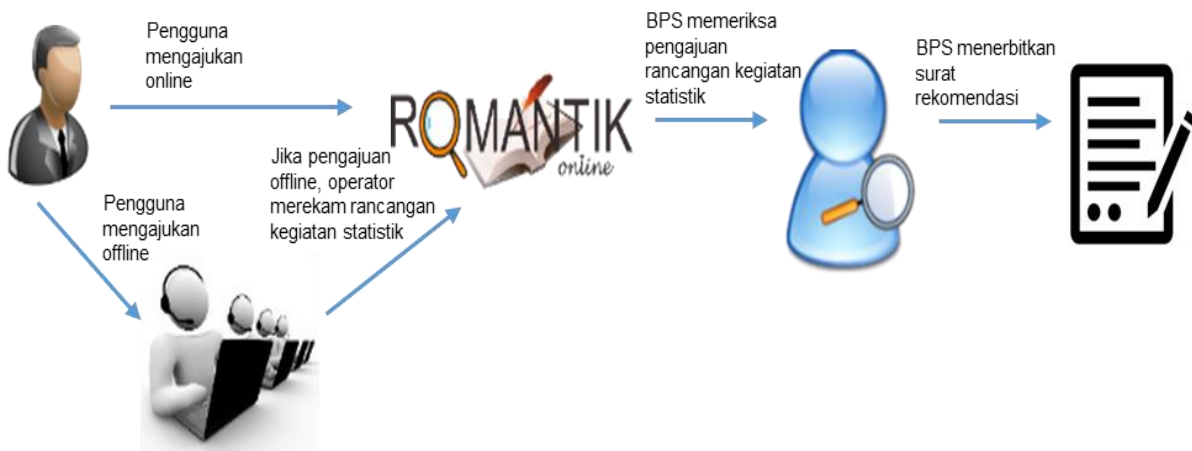 Pengguna
mengajukan
online
BPS memeriksa
pengajuan
rancangan kegiatan
statistik
BPS menerbitkan
surat
rekomendasi
ROMANTIK
online
Jika pengajuan
offline, operator
merekam rancangan
kegiatan statistik
Pengguna
mengajukan
offline